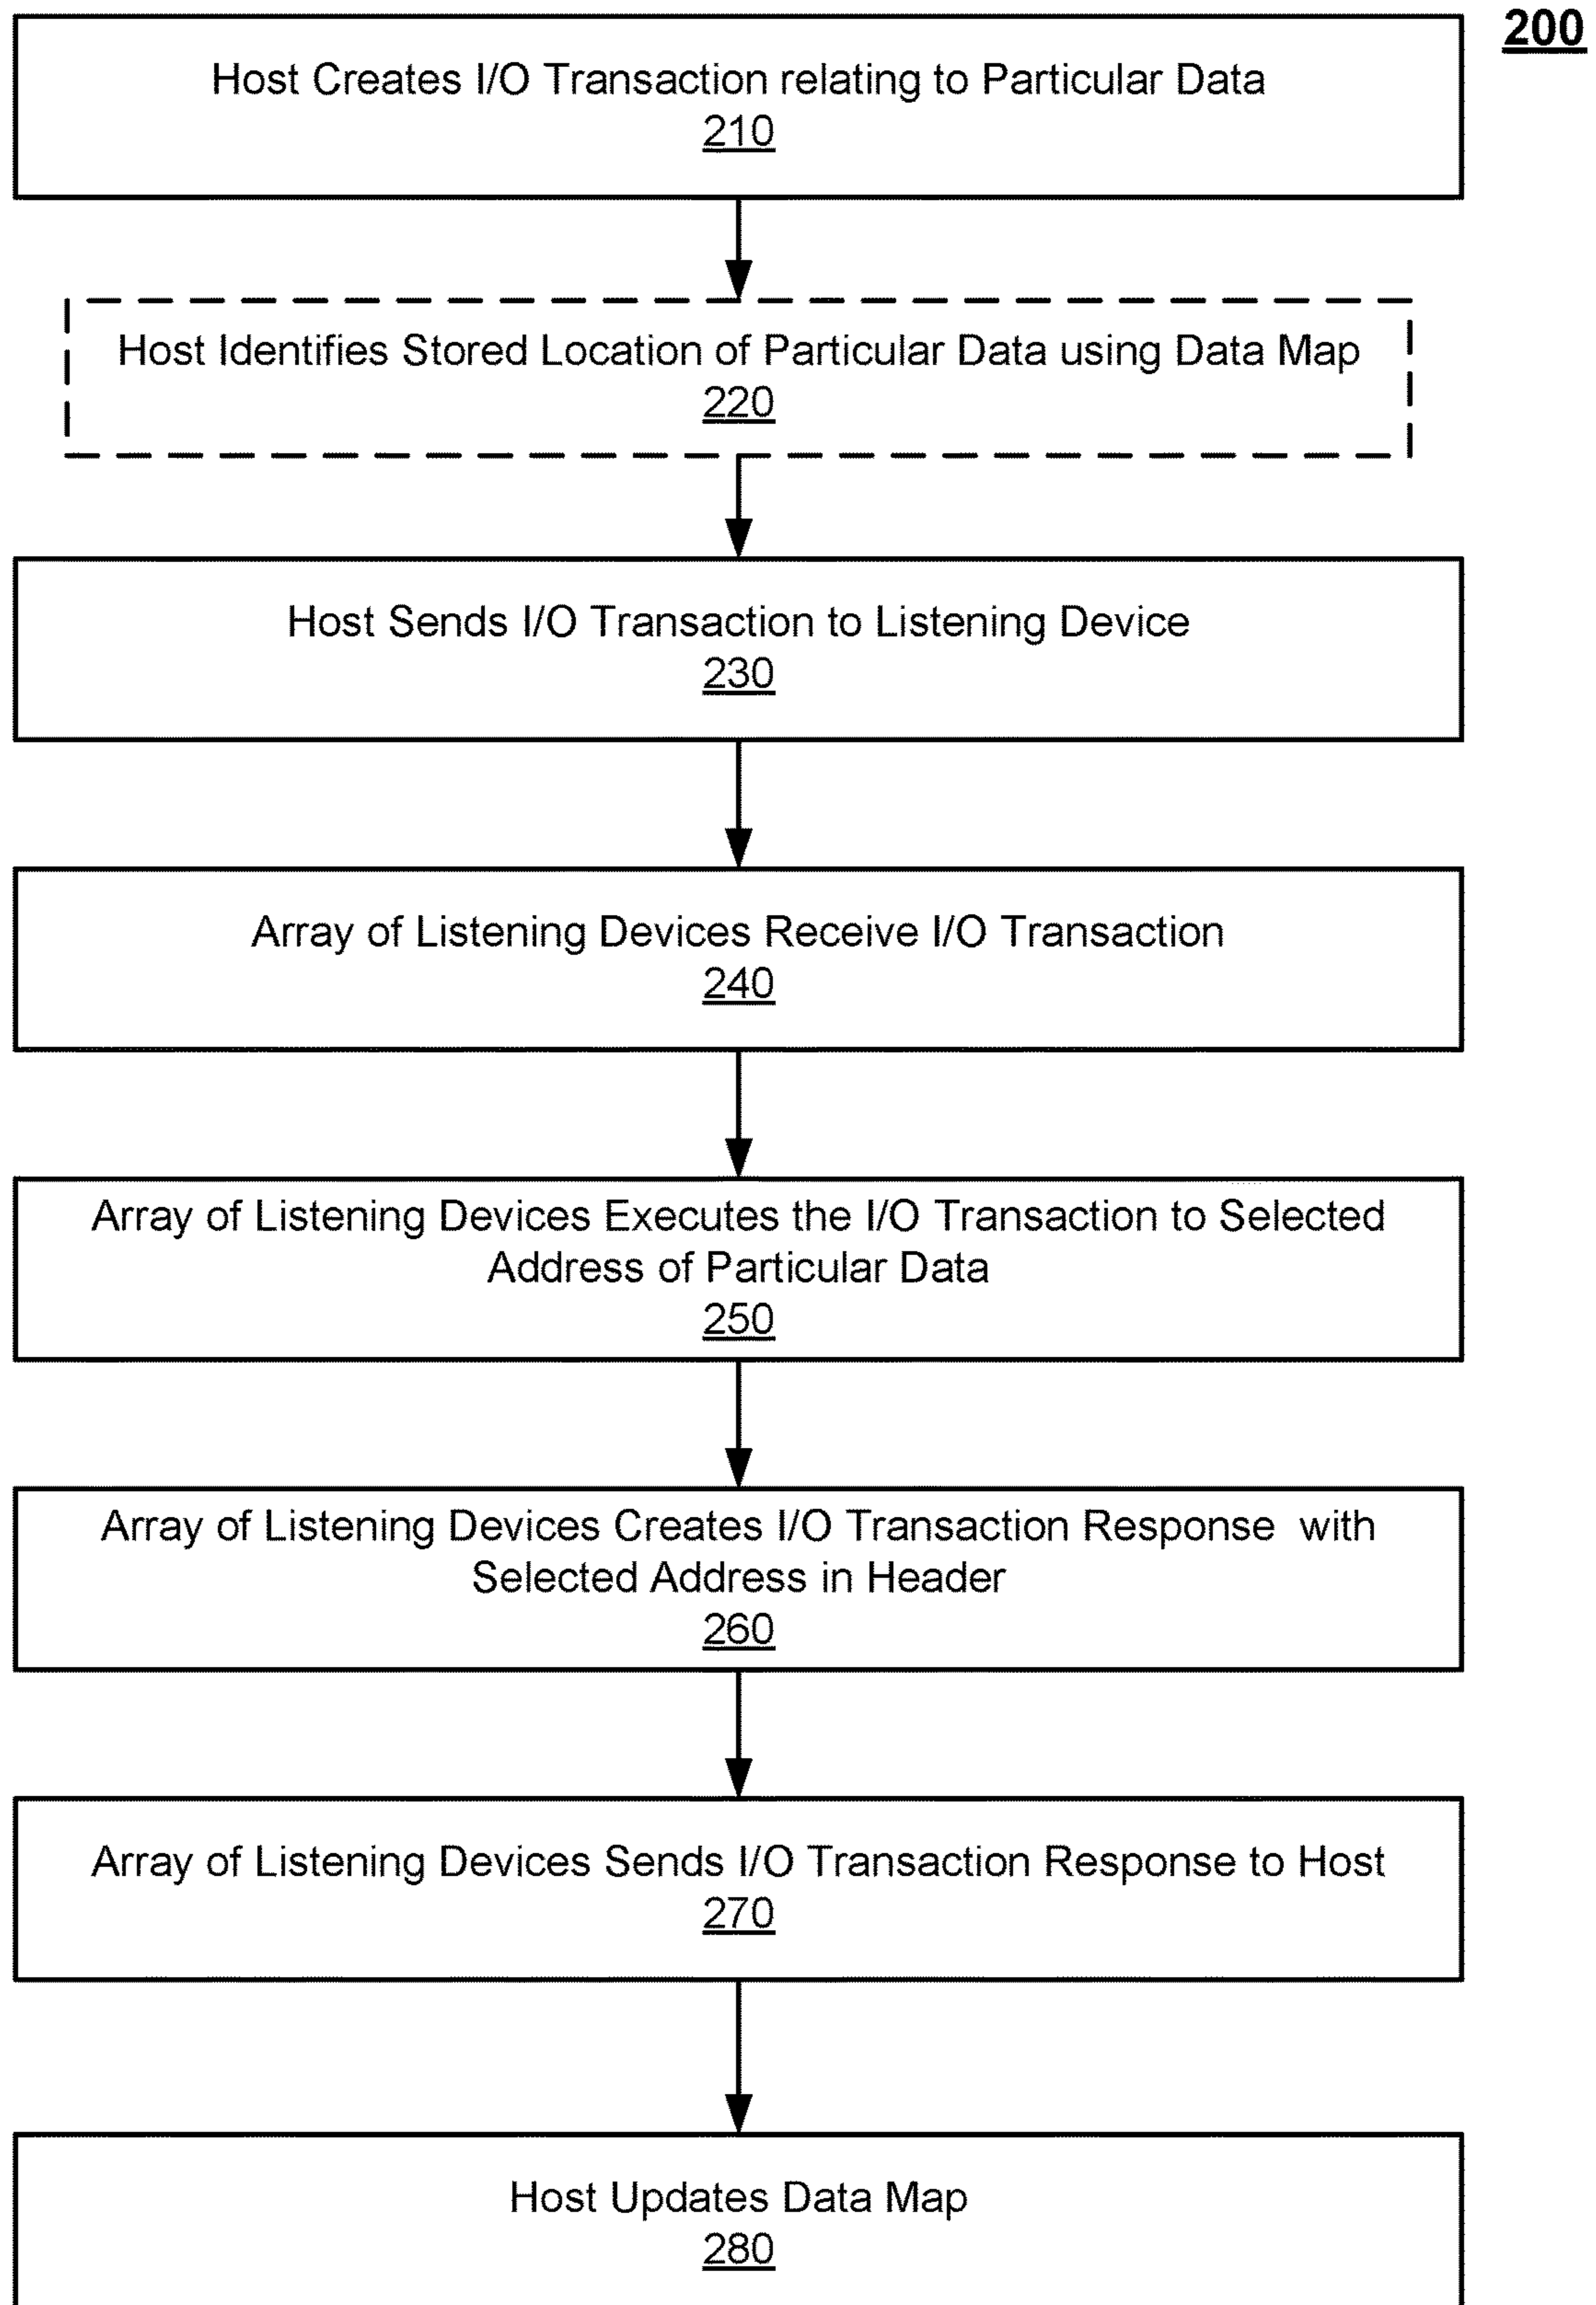 200
Host Creates I/O Transaction relating to Particular Data
210
Host Identifies Stored Location of Particular Data using Data Map
220
Host Sends I/O Transaction to Listening Device
230
Array of Listening Devices Receive I/O Transaction
240
Array of Listening Devices Executes the I/O Transaction to Selected
Address of Particular Data
250
Array of Listening Devices Creates I/O Transaction Response with
Selected Address in Header
260
Array of Listening Devices Sends I/O Transaction Response to Host
270
Host Updates Data Map
280